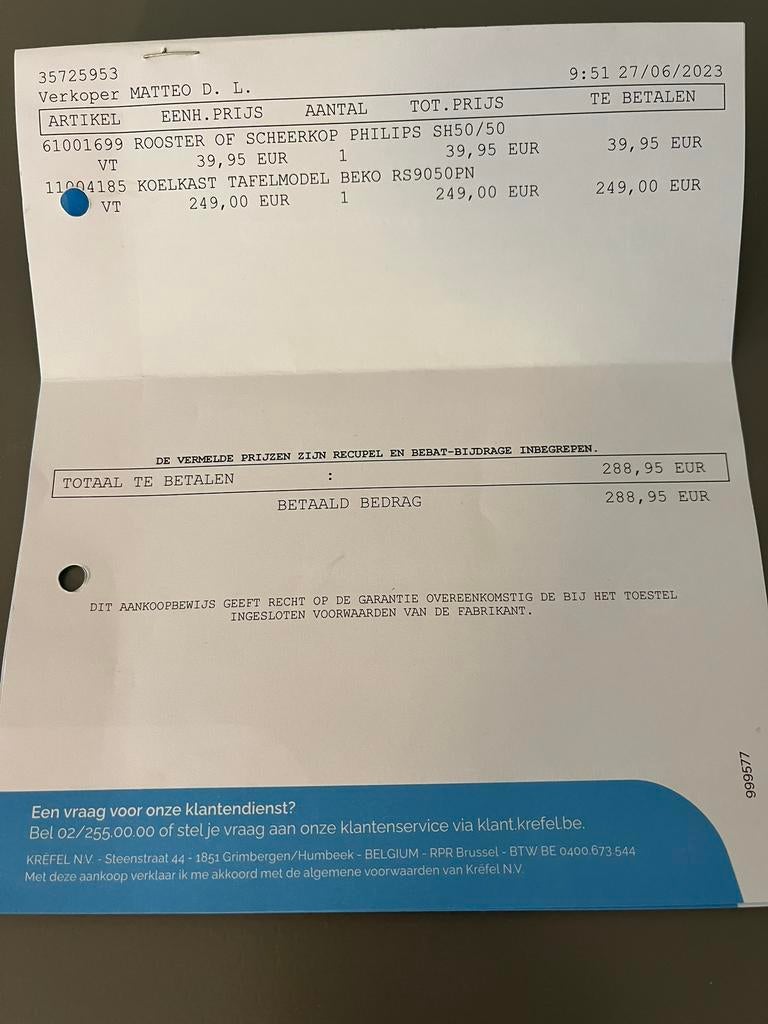 35725953 9:51 27/06/2023
Verkoper MATTEO D. L.
ARTIKEL EENH.PRIJS AANTAL TOT.PRIJS TE BETALEN
61001699 ROOSTER OF SCHEERKOP PHILIPS SH50/50
VT 39,95 EUR 1 39,95 EUR 39,95 EUR
11004185 KOELKAST TAFELMODEL BEKO RS9050PN
VT 249,00 EUR 1 249,00 EUR 249,00 EUR
DE VERMELDE PRIJZEN ZIJN RECUPEL EN BEBAT-BIJDRAGE INBEGREPEN.
TOTAAL TE BETALEN : 288,95 EUR
BETAALD BEDRAG 288,95 EUR
DIT AANKOOPBEWIJS GEEFT RECHT OP DE GARANTIE OVEREENKOMSTIG DE BIJ HET TOESTEL
INGESLOTEN VOORWAARDEN VAN DE FABRIKANT.
999577
Een vraag voor onze klantendienst?
Bel 02/255.00.00 of stel je vraag aan onze klantenservice via klant.krefel.be.
KRËFEL N.V. - Steenstraat 44 - 1851 Grimbergen/Humbeek - BELGIUM - RPR Brussel - BTW BE 0400.673.544
Met deze aankoop verklaar ik me akkoord met de algemene voorwaarden van Krëfel N.V.